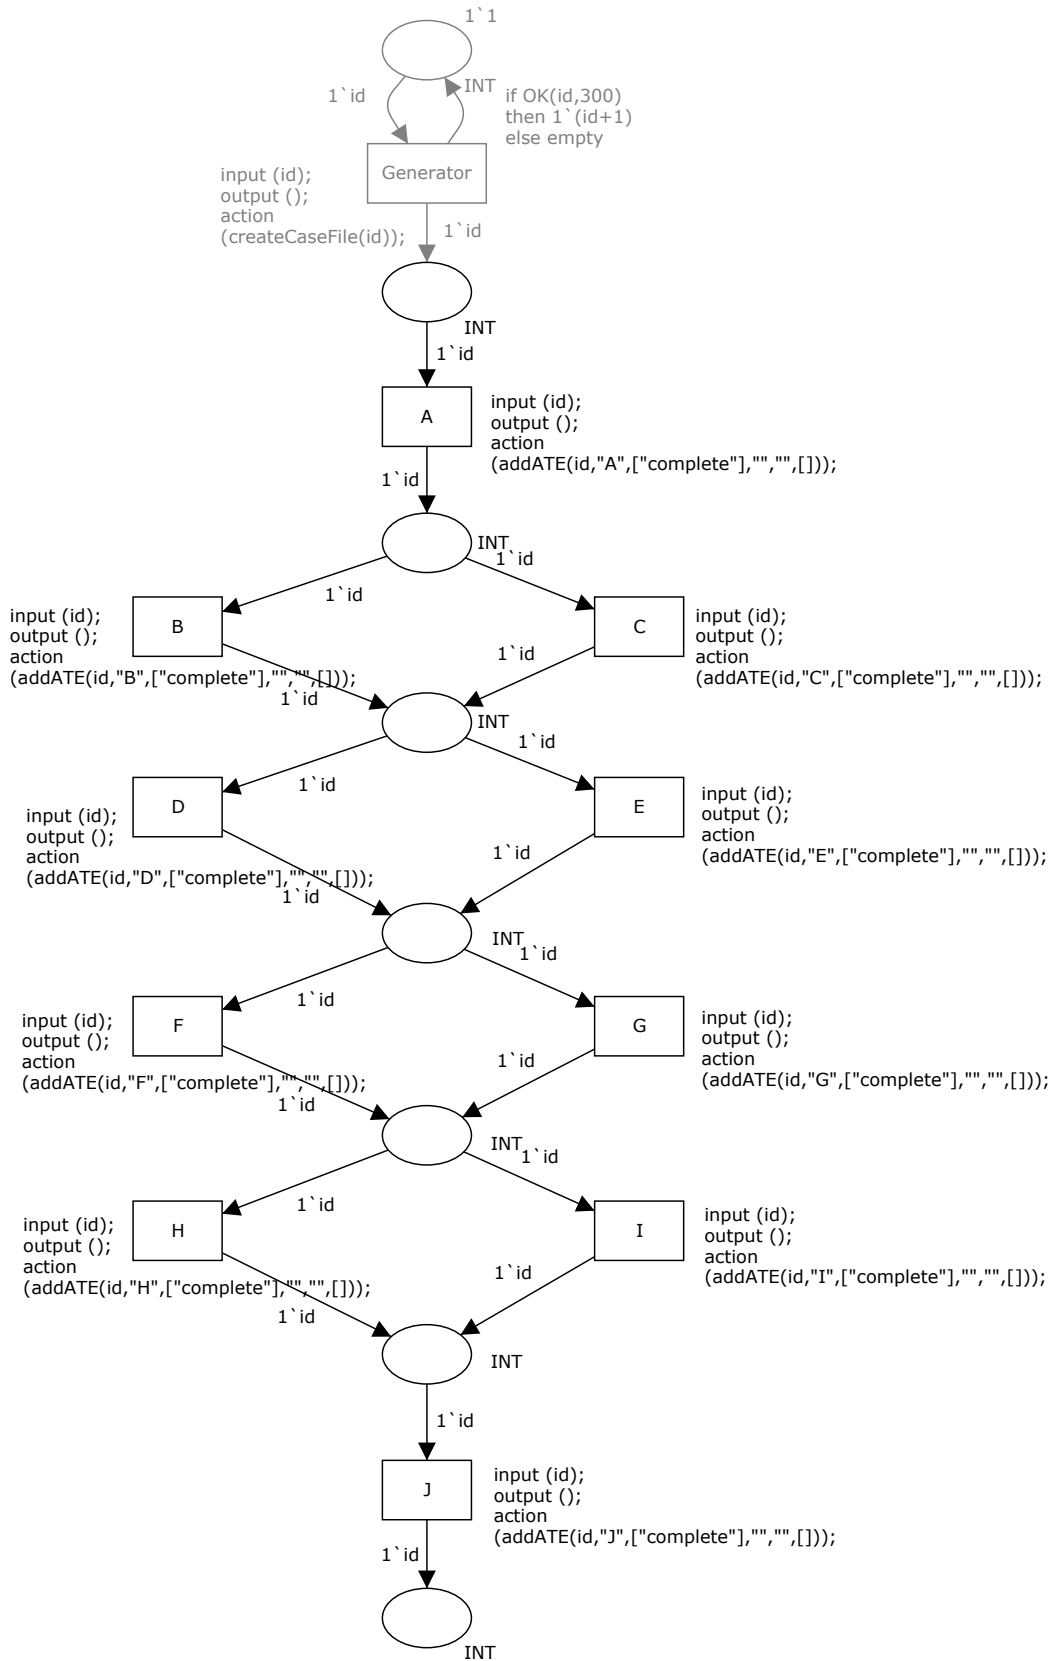 1`1
1`id
INT
if OK(id,300)
then 1`(id+1)
else empty
Generator
input (id);
output ();
action
(createCaseFile(id));
1`id
INT
1`id
A
input (id);
output ();
action
(addATE(id,"A",["complete"],"","",[]));
1`id
INT
1`id
1`id
input (id);
output ();
action
(addATE(id,"B",["complete"],"","",[]));
B
C
input (id);
output ();
action
(addATE(id,"C",["complete"],"","",[]));
1`id
1`id
INT
1`id
1`id
D
input (id);
output ();
action
(addATE(id,"D",["complete"],"","",[]));
E
input (id);
output ();
action
(addATE(id,"E",["complete"],"","",[]));
1`id
1`id
INT
1`id
1`id
F
input (id);
output ();
action
(addATE(id,"F",["complete"],"","",[]));
G
input (id);
output ();
action
(addATE(id,"G",["complete"],"","",[]));
1`id
1`id
INT
1`id
1`id
H
input (id);
output ();
action
(addATE(id,"H",["complete"],"","",[]));
I
input (id);
output ();
action
(addATE(id,"I",["complete"],"","",[]));
1`id
1`id
INT
1`id
J
input (id);
output ();
action
(addATE(id,"J",["complete"],"","",[]));
1`id
INT